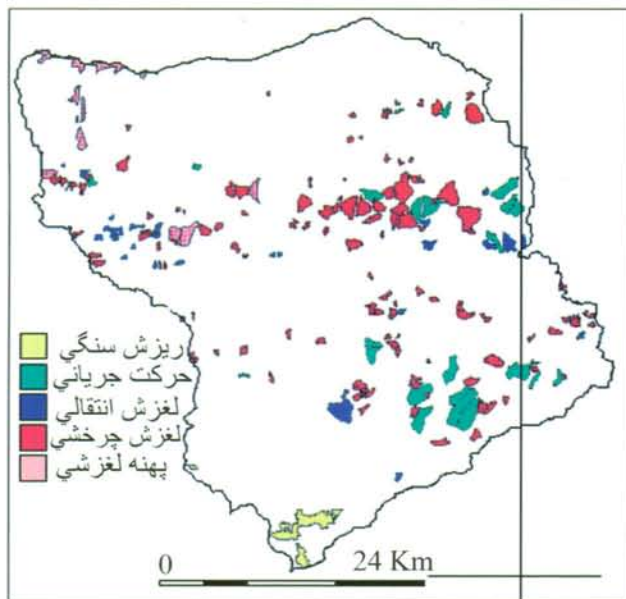 ريزش سنگي
حركت جرياني
لغزش انتقالي
لغزش چرخشي
پهنه لغزشي
0 24 Km